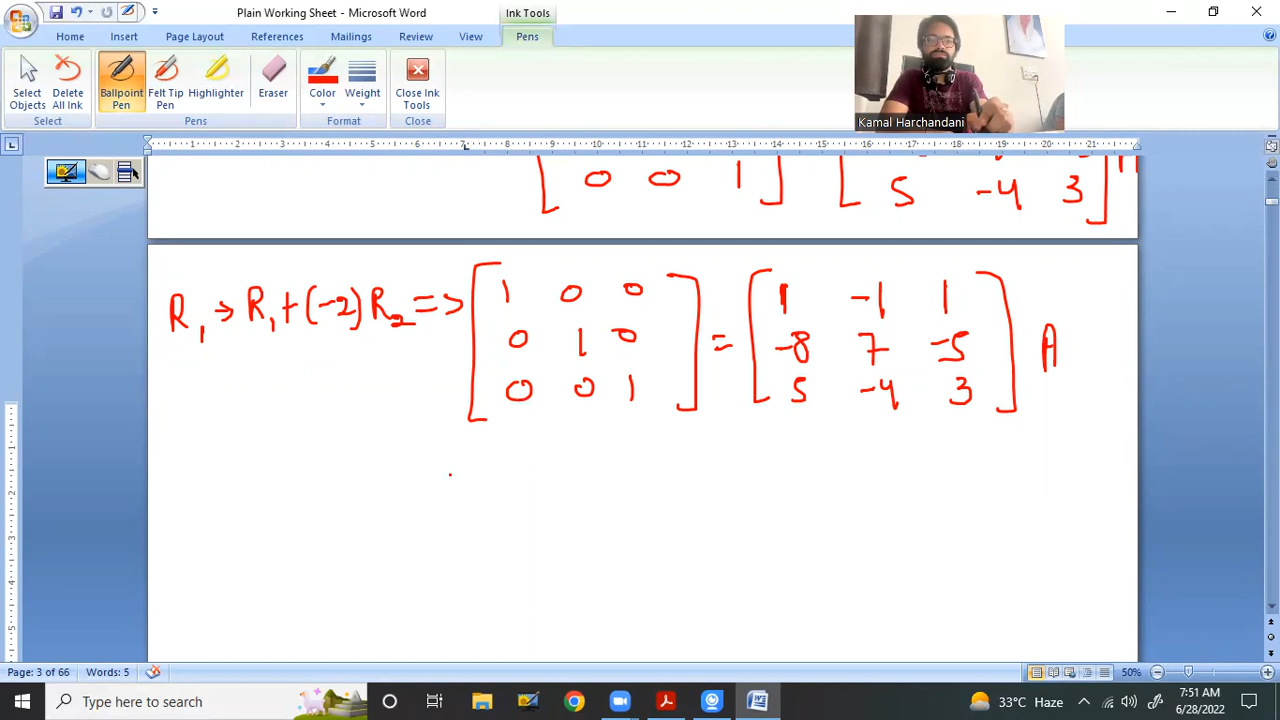 Plain Working Sheet - Microsoft Word
Ink Tools
Home Insert Page Layout References Mailings Review View Pens
Select Objects
Delete All Ink
Ballpoint Pen
Felt Tip Pen
Highlighter
Eraser
Color
Weight
Close Ink Tools
Select Pens Format Close
Kamal Harchandani
0 0 1
5 -4 3
R1 → R1 + (-2) R2 =>
1 0 0
0 1 0
0 0 1
=
1 -1 1
-8 7 -5
5 -4 3
A
Page: 3 of 66 Words: 5 50%
Type here to search
33°C Haze
7:51 AM
6/28/2022